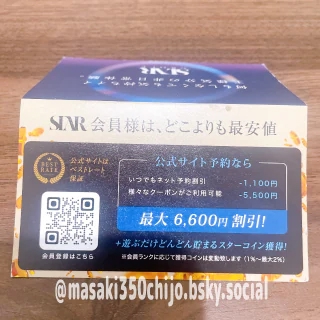 SLAR
SLAR 会員様は、どこよりも最安値
BEST RATE
公式サイトは
ベストレート
保証
会員登録はこちら
公式サイト予約なら
いつでもネット予約割引 -1,100円
様々なクーポンがご利用可能 -5,500円
最大 6,600円 割引!
+遊ぶだけどんどん貯まるスターコイン獲得!
※会員ランクに応じて獲得コインは変動致します(1%〜最大2%)
@masaki350chijo.bsky.social